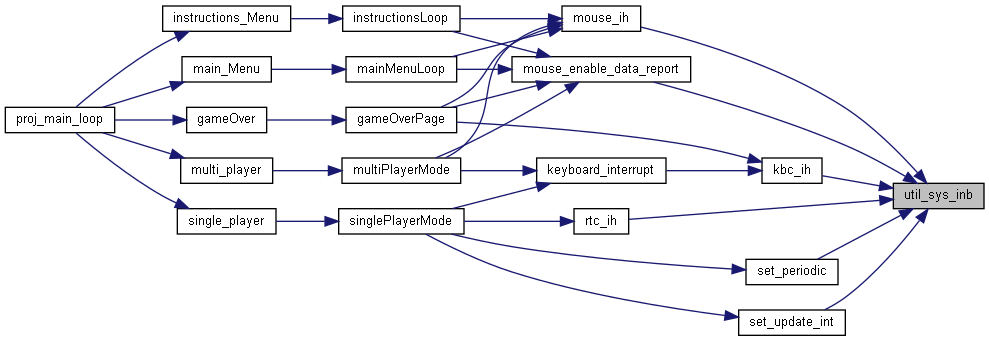 instructions_Menu
instructionsLoop
mouse_ih
main_Menu
mainMenuLoop
mouse_enable_data_report
proj_main_loop
gameOver
gameOverPage
multi_player
multiPlayerMode
keyboard_interrupt
kbc_ih
util_sys_inb
single_player
singlePlayerMode
rtc_ih
set_periodic
set_update_int